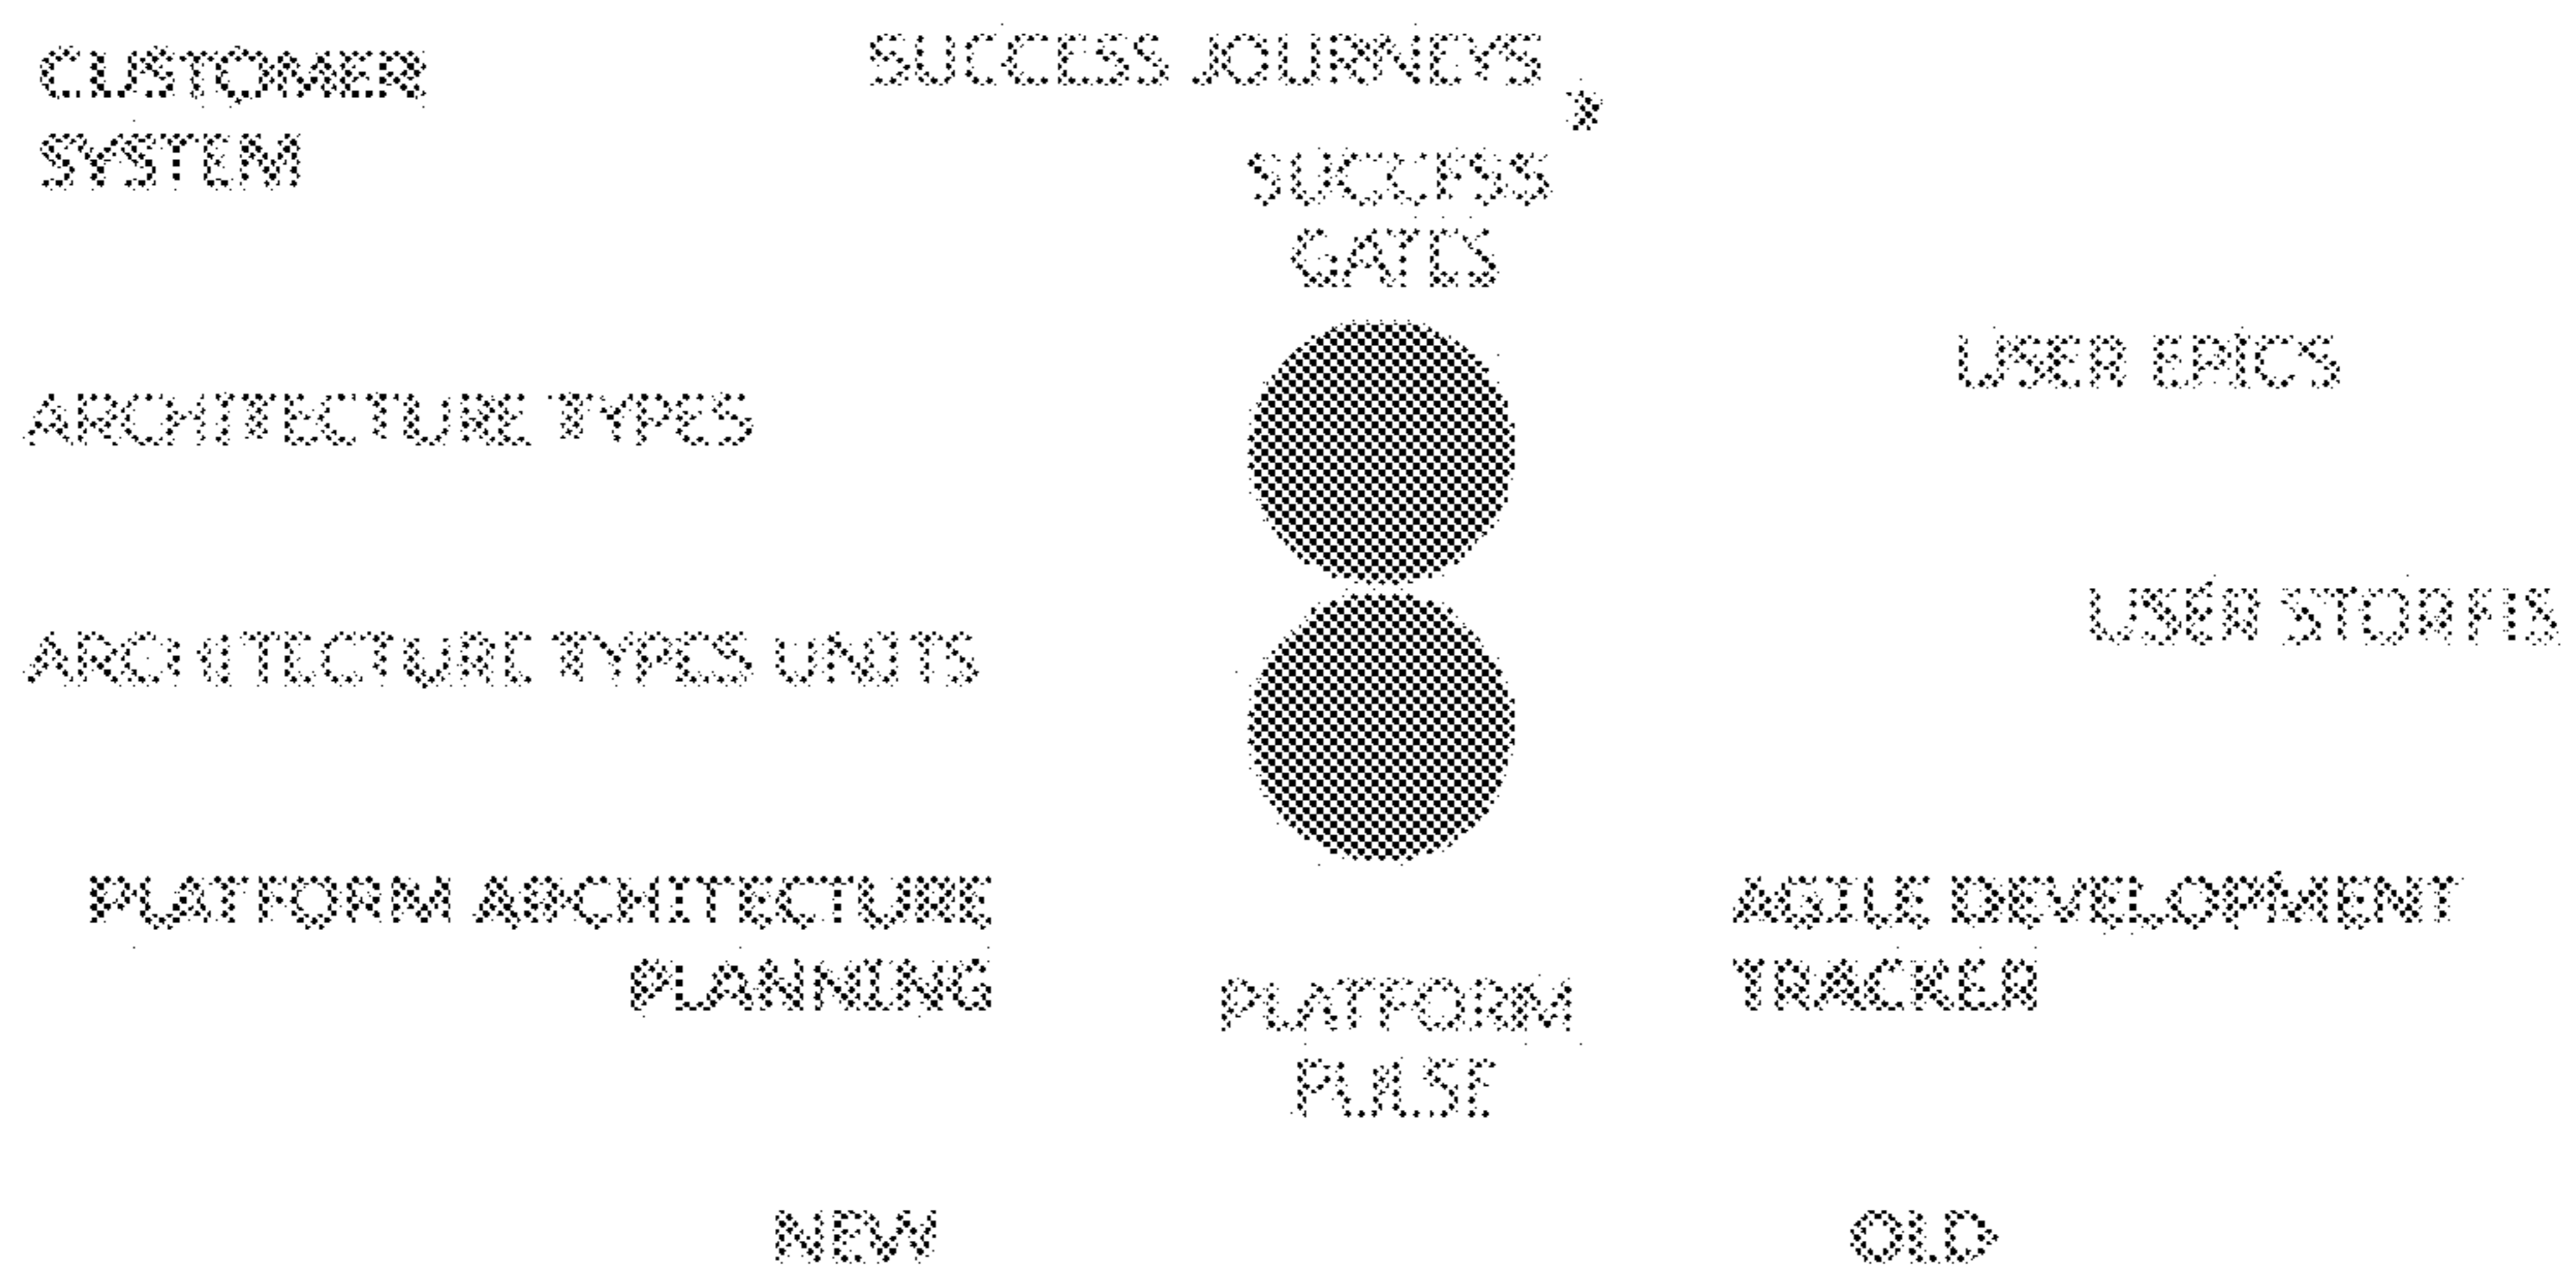 CUSTOMER
SYSTEM
SUCCESS JOURNEYS
SUCCESS
GATES
USER EPICS
ARCHITECTURE TYPES
USER STORIES
ARCHITECTURE TYPES UNITS
PLATFORM ARCHITECTURE
PLANNING
AGILE DEVELOPMENT
TRACKER
PLATFORM
PULSE
NEW
OLD